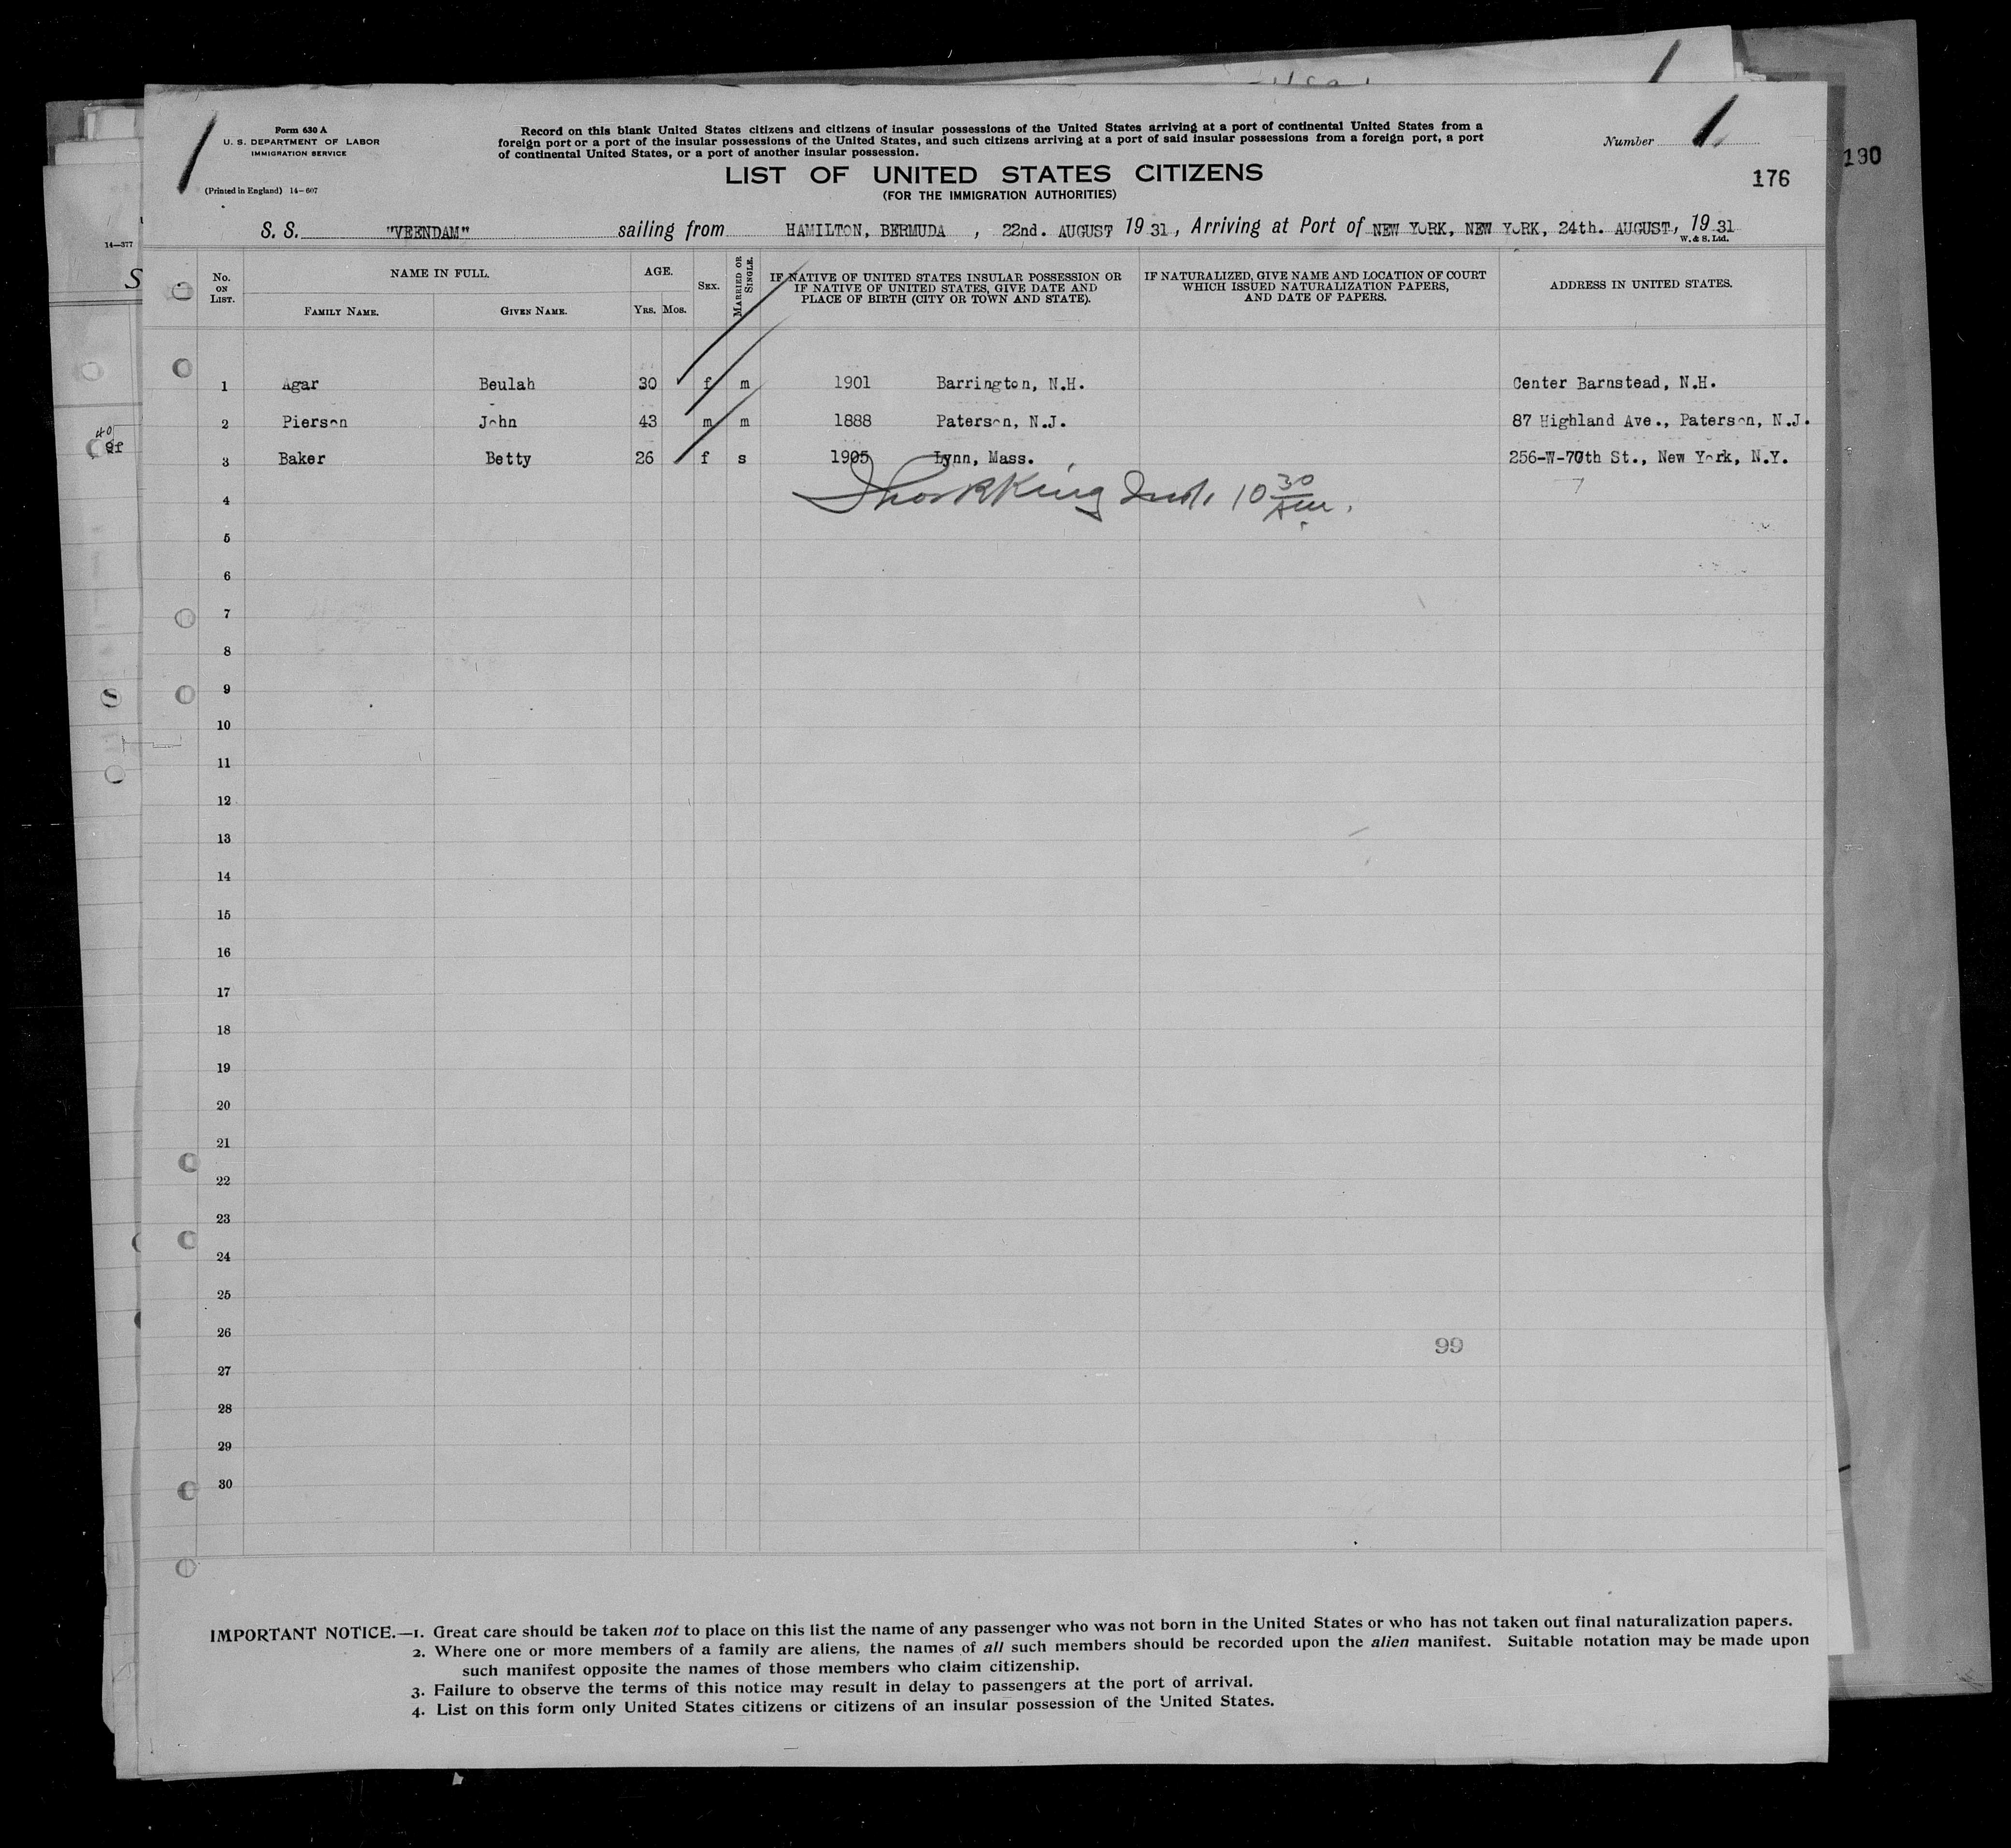 Form 630 A
U. S. DEPARTMENT OF LABOR
IMMIGRATION SERVICE
(Printed in England) 14-607
Record on this blank United States citizens and citizens of insular possessions of the United States arriving at a port of continental United States from a
foreign port or a port of the insular possessions of the United States, and such citizens arriving at a port of said insular possessions from a foreign port, a port
of continental United States, or a port of another insular possession.
Number 1
190
LIST OF UNITED STATES CITIZENS
(FOR THE IMMIGRATION AUTHORITIES)
176
S. S. "VEENDAM" sailing from HAMILTON, BERMUDA , 22nd. AUGUST 19 31, Arriving at Port of NEW YORK, NEW YORK, 24th. AUGUST, 19 31
W. & S. Ltd.
14-377
S
No. ON LIST.
NAME IN FULL.
FAMILY NAME. GIVEN NAME.
AGE.
YRS. MOS.
SEX.
MARRIED OR SINGLE.
IF NATIVE OF UNITED STATES INSULAR POSSESSION OR
IF NATIVE OF UNITED STATES, GIVE DATE AND
PLACE OF BIRTH (CITY OR TOWN AND STATE).
IF NATURALIZED, GIVE NAME AND LOCATION OF COURT
WHICH ISSUED NATURALIZATION PAPERS,
AND DATE OF PAPERS.
ADDRESS IN UNITED STATES.
1 Agar Beulah 30 f m 1901 Barrington, N.H. Center Barnstead, N.H.
2 Pierson John 43 m m 1888 Paterson, N.J. 87 Highland Ave., Paterson, N.J.
3 Baker Betty 26 f s 1905 Lynn, Mass. 256-W-70th St., New York, N.Y.
4 King 10 30 Am.
5
6
7
8
9
10
11
12
13
14
15
16
17
18
19
20
21
22
23
24
25
26
99
27
28
29
30
IMPORTANT NOTICE.—1. Great care should be taken not to place on this list the name of any passenger who was not born in the United States or who has not taken out final naturalization papers.
2. Where one or more members of a family are aliens, the names of all such members should be recorded upon the alien manifest. Suitable notation may be made upon
such manifest opposite the names of those members who claim citizenship.
3. Failure to observe the terms of this notice may result in delay to passengers at the port of arrival.
4. List on this form only United States citizens or citizens of an insular possession of the United States.